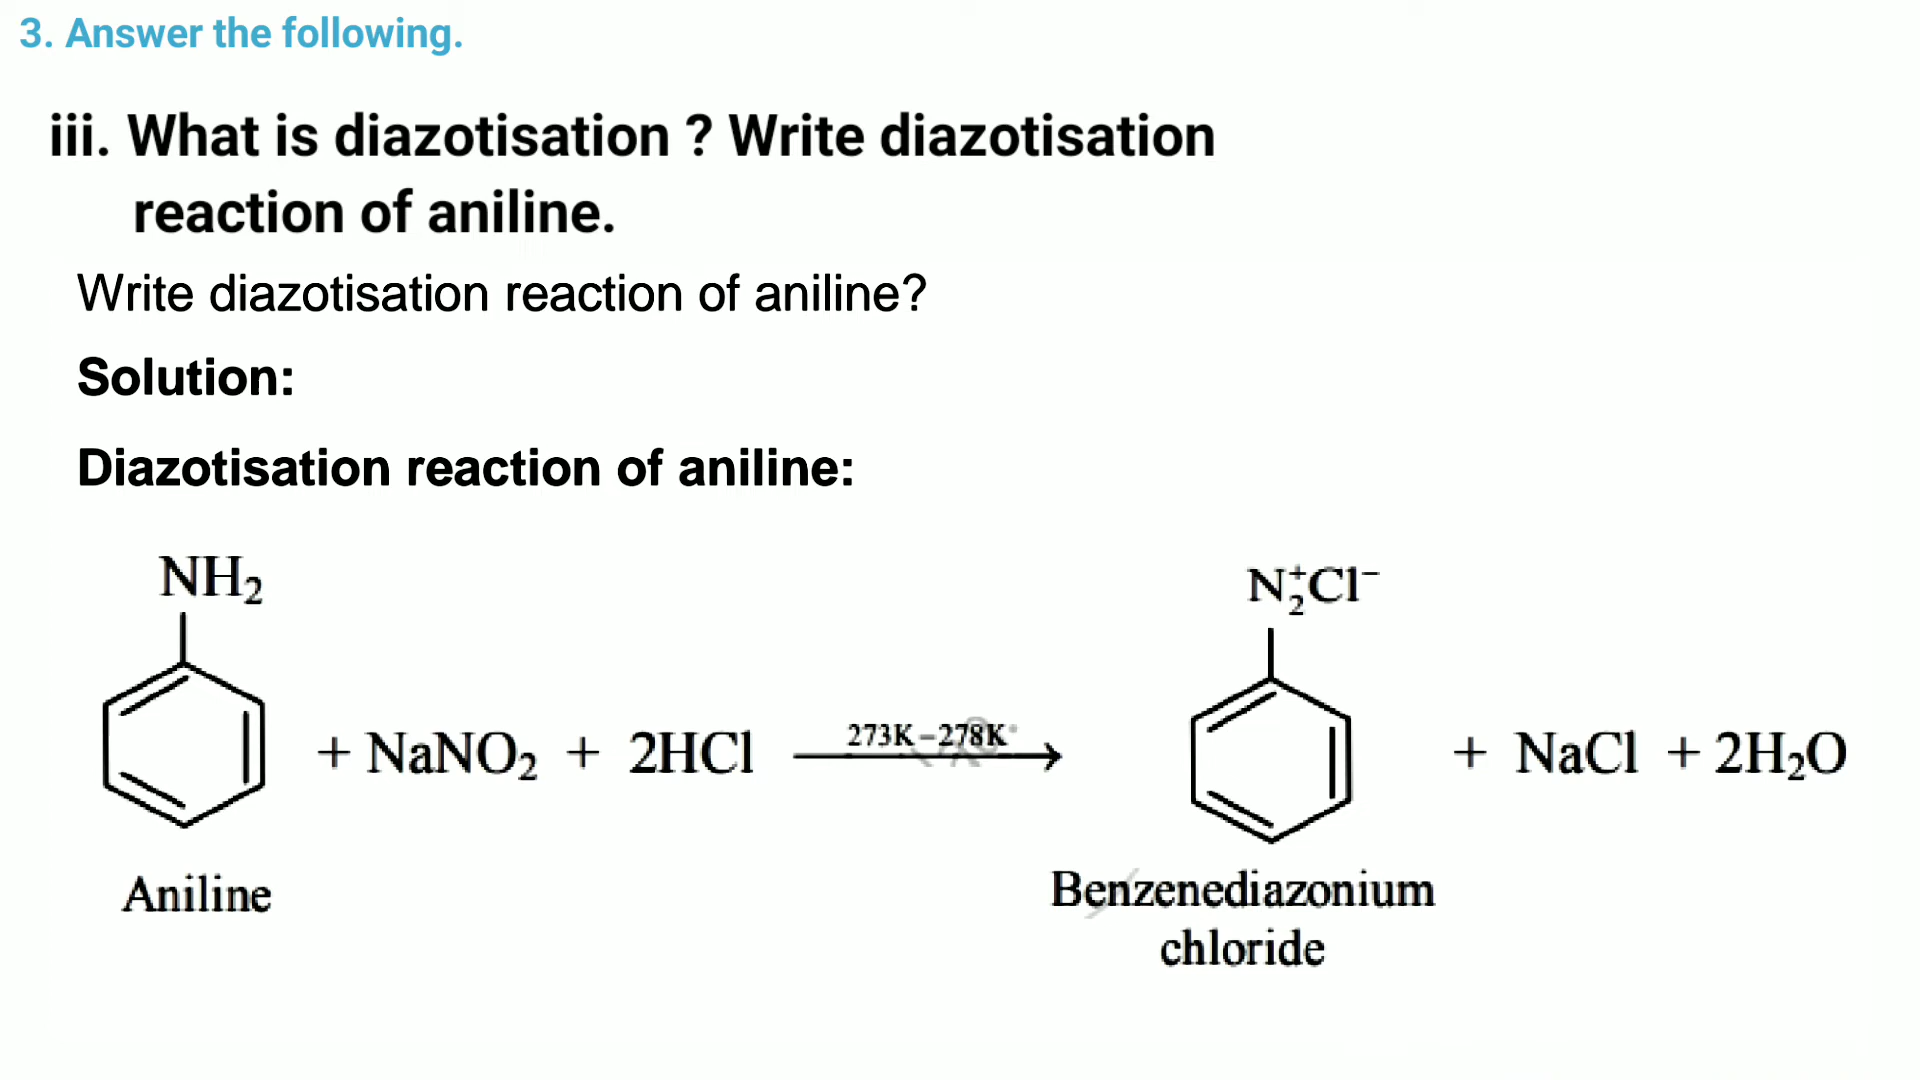 3. Answer the following.
iii. What is diazotisation ? Write diazotisation
reaction of aniline.
Write diazotisation reaction of aniline?
Solution:
Diazotisation reaction of aniline:
NH₂
N₂⁺Cl⁻
+ NaNO₂ + 2HCl
273K–278K
+ NaCl + 2H₂O
Aniline
Benzenediazonium
chloride